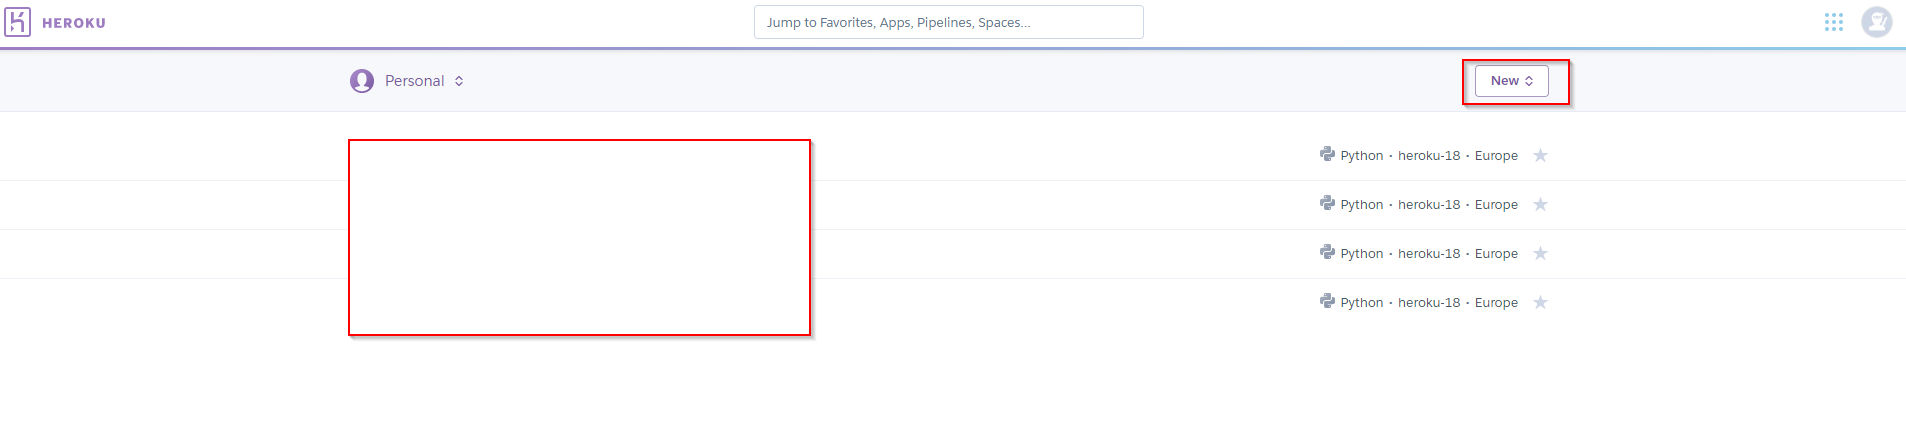 HEROKU
Jump to Favorites, Apps, Pipelines, Spaces...
Personal
New
Python • heroku-18 • Europe
Python • heroku-18 • Europe
Python • heroku-18 • Europe
Python • heroku-18 • Europe